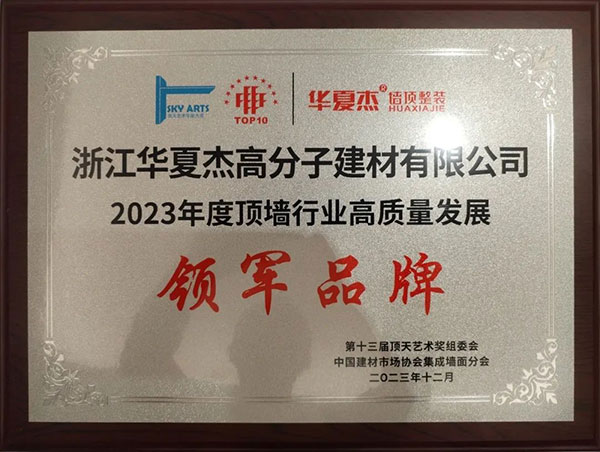 SKY ARTS
TOP10
华夏杰® 墙顶整装
HUAXIAJIE
浙江华夏杰高分子建材有限公司
2023年度顶墙行业高质量发展
领军品牌
第十三届顶天艺术奖组委会
中国建材市场协会集成墙面分会
二〇二三年十二月